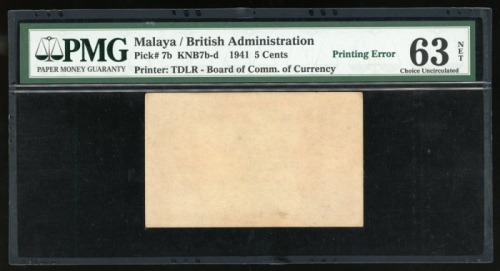 PMG
PAPER MONEY GUARANTY
Malaya / British Administration
Pick# 7b KNB7b-d 1941 5 Cents
Printer: TDLR - Board of Comm. of Currency
Printing Error
63 NET
Choice Uncirculated